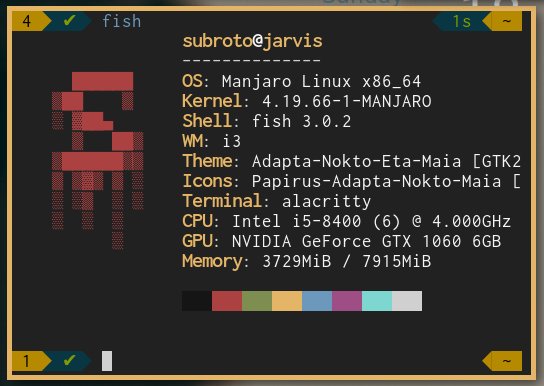 Sunday
4 ✔ fish 1s ~
subroto@jarvis
--------------
OS: Manjaro Linux x86_64
Kernel: 4.19.66-1-MANJARO
Shell: fish 3.0.2
WM: i3
Theme: Adapta-Nokto-Eta-Maia [GTK2
Icons: Papirus-Adapta-Nokto-Maia [
Terminal: alacritty
CPU: Intel i5-8400 (6) @ 4.000GHz
GPU: NVIDIA GeForce GTX 1060 6GB
Memory: 3729MiB / 7915MiB
1 ✔ ~